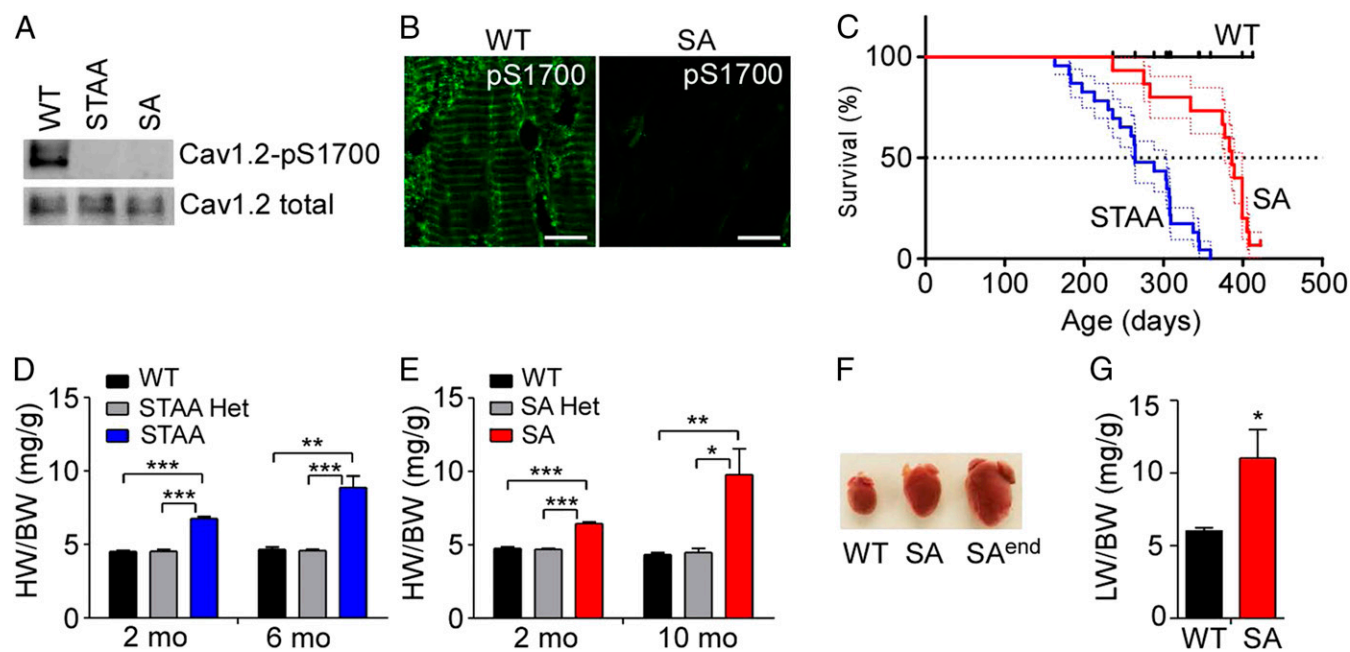 A
WT
STAA
SA
Cav1.2-pS1700
Cav1.2 total
B
WT
SA
pS1700
pS1700
C
WT
100
50
0
Survival (%)
STAA
SA
0 100 200 300 400 500
Age (days)
D
WT
STAA Het
STAA
15
10
5
0
HW/BW (mg/g)
***
***
**
***
2 mo
6 mo
E
WT
SA Het
SA
15
10
5
0
HW/BW (mg/g)
***
***
**
*
2 mo
10 mo
F
WT
SA
SAend
G
15
10
5
0
LW/BW (mg/g)
*
WT
SA